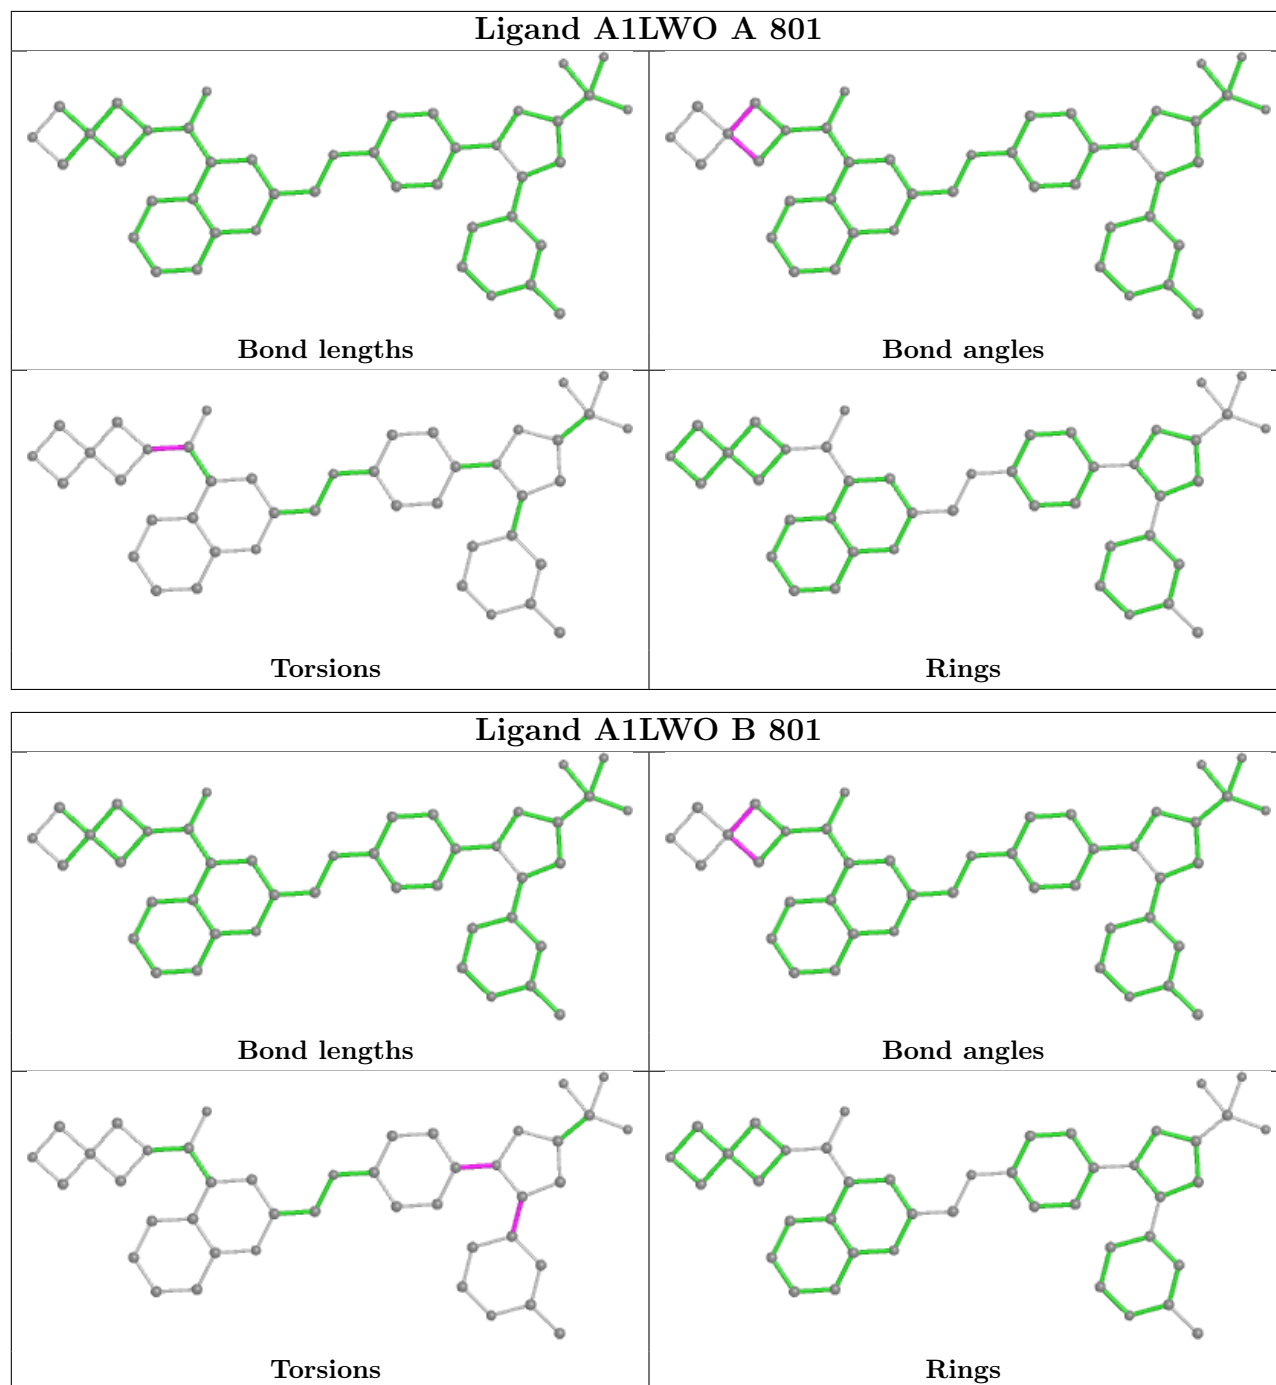 Ligand A1LWO A 801
Bond lengths
Bond angles
Torsions
Rings
Ligand A1LWO B 801
Bond lengths
Bond angles
Torsions
Rings